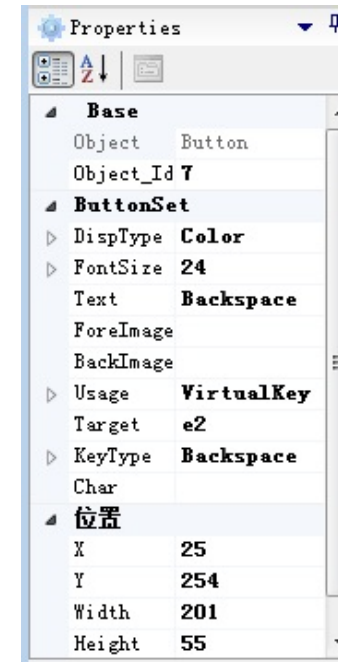 Properties
A
Z
Base
Object Button
Object_Id 7
ButtonSet
DispType Color
FontSize 24
Text Backspace
ForeImage
BackImage
Usage VirtualKey
Target e2
KeyType Backspace
Char
位置
X 25
Y 254
Width 201
Height 55